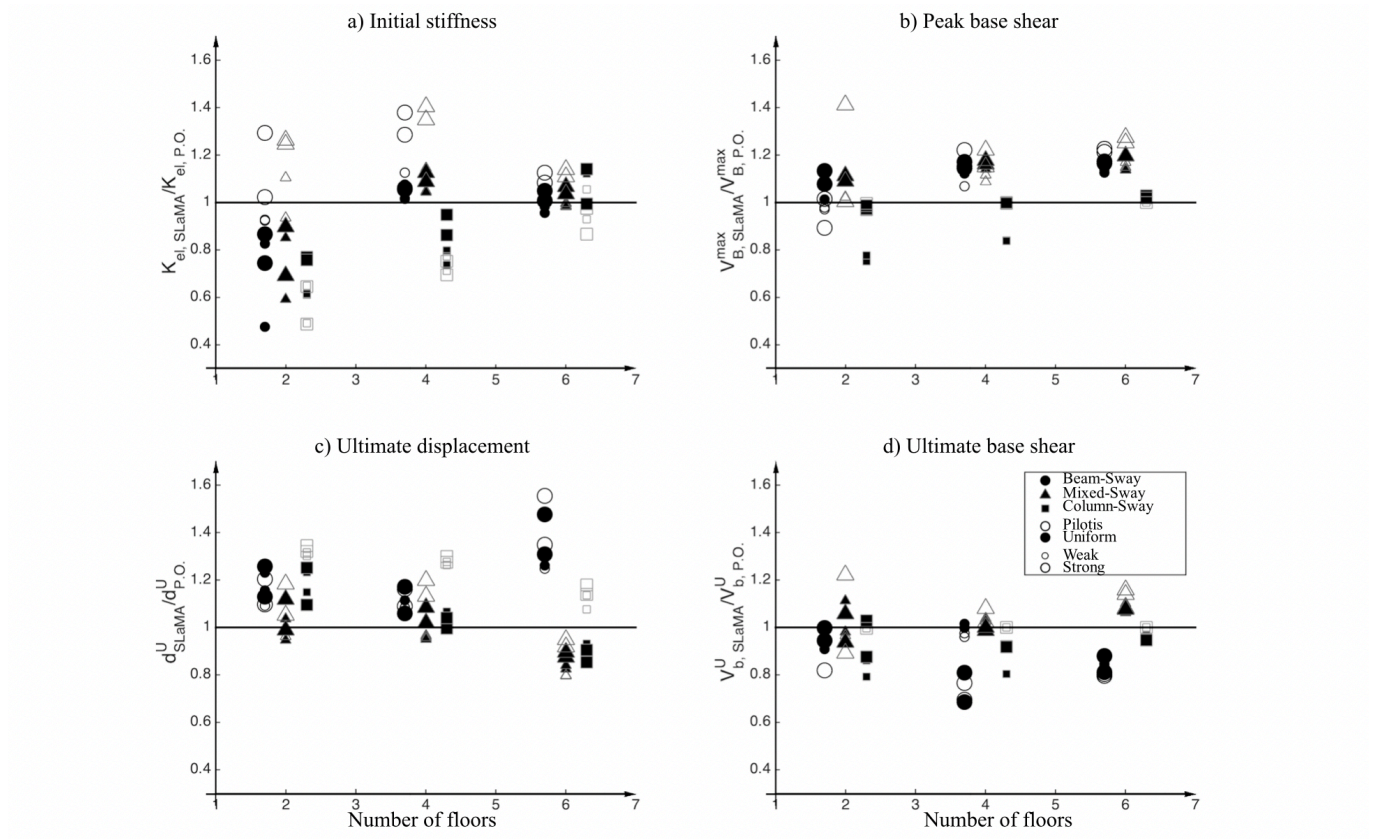 a) Initial stiffness
K el, SLaMA/K el, P.O.
1.6
1.4
1.2
1
0.8
0.6
0.4
1 2 3 4 5 6 7
b) Peak base shear
V max B, SLaMA/V max B, P.O.
1.6
1.4
1.2
1
0.8
0.6
0.4
1 2 3 4 5 6 7
c) Ultimate displacement
d U SLaMA/d U P.O.
1.6
1.4
1.2
1
0.8
0.6
0.4
1 2 3 4 5 6 7
Number of floors
d) Ultimate base shear
V U b, SLaMA/V U b, P.O.
1.6
1.4
1.2
1
0.8
0.6
0.4
1 2 3 4 5 6 7
Number of floors
Beam-Sway
Mixed-Sway
Column-Sway
Pilotis
Uniform
Weak
Strong